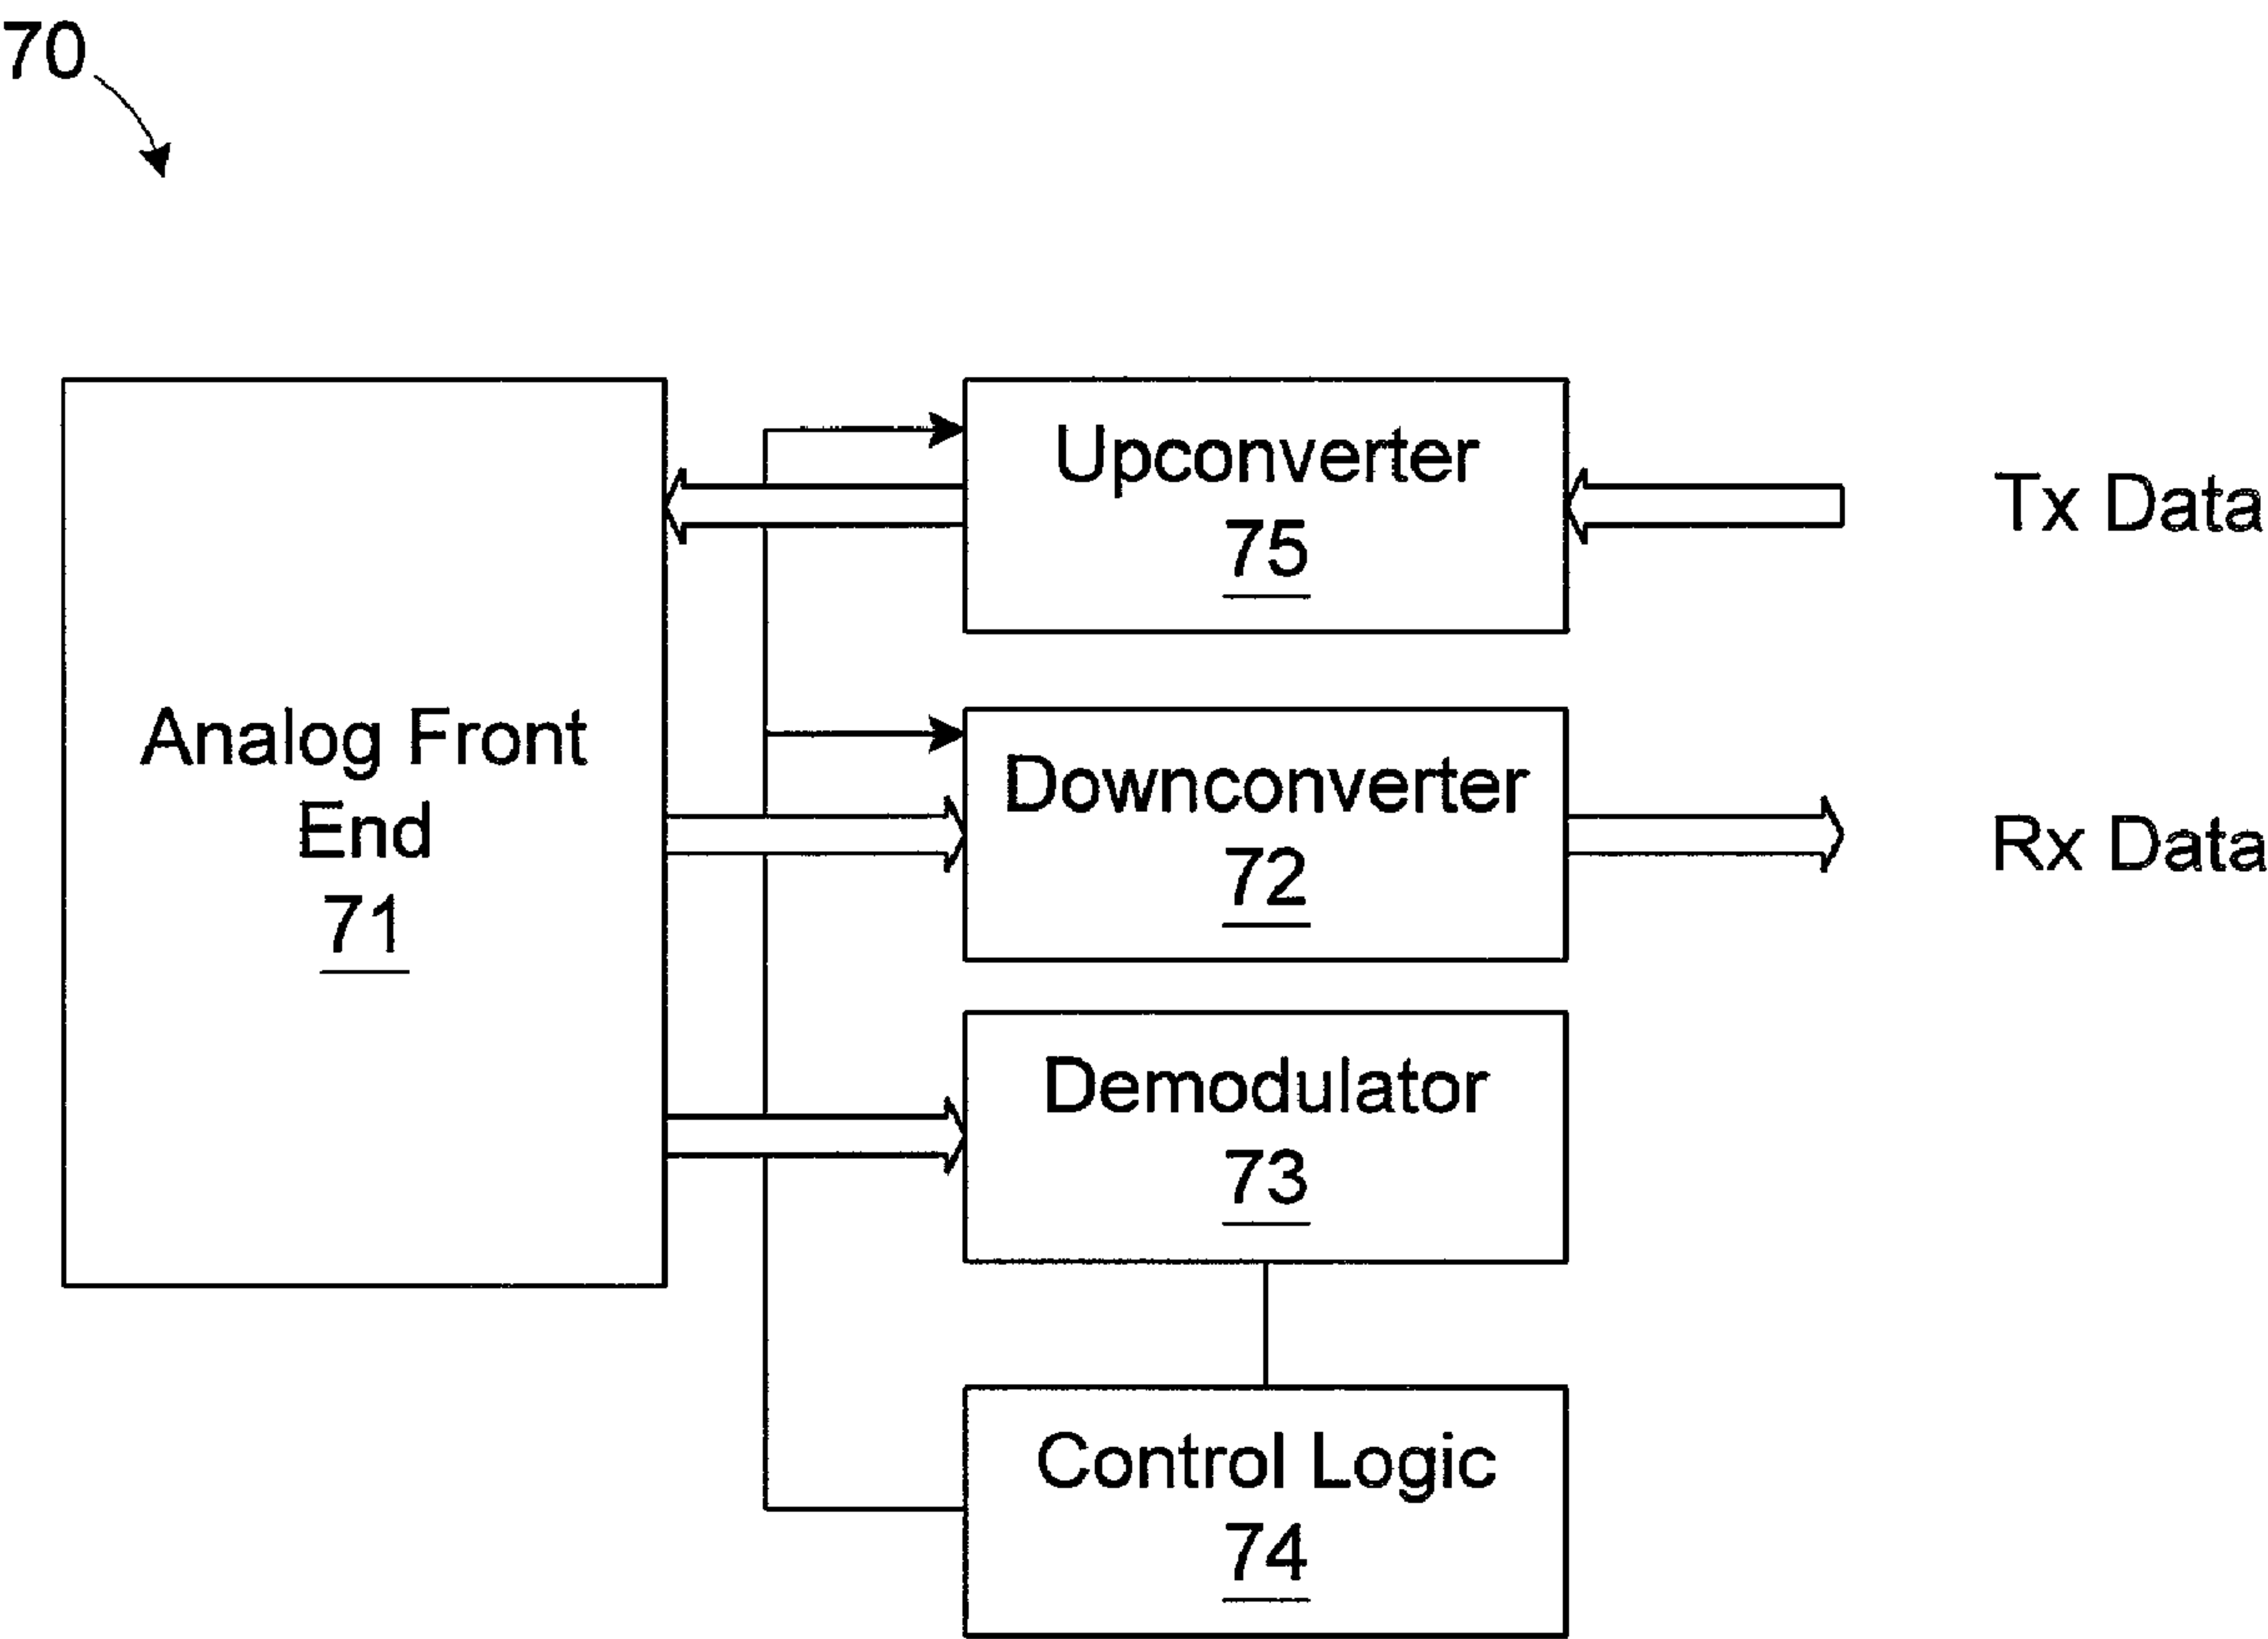 70
Upconverter
75
Tx Data
Analog Front
End
71
Downconverter
72
Rx Data
Demodulator
73
Control Logic
74